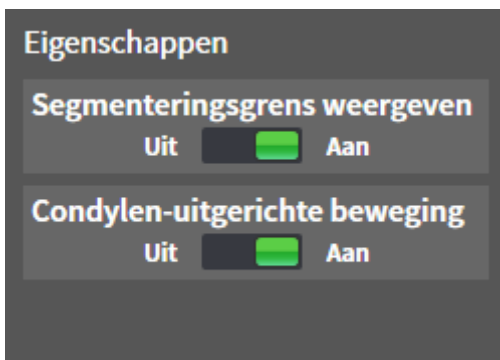 Eigenschappen
Segmenteringsgrens weergeven
Uit Aan
Condylen-uitgerichte beweging
Uit Aan